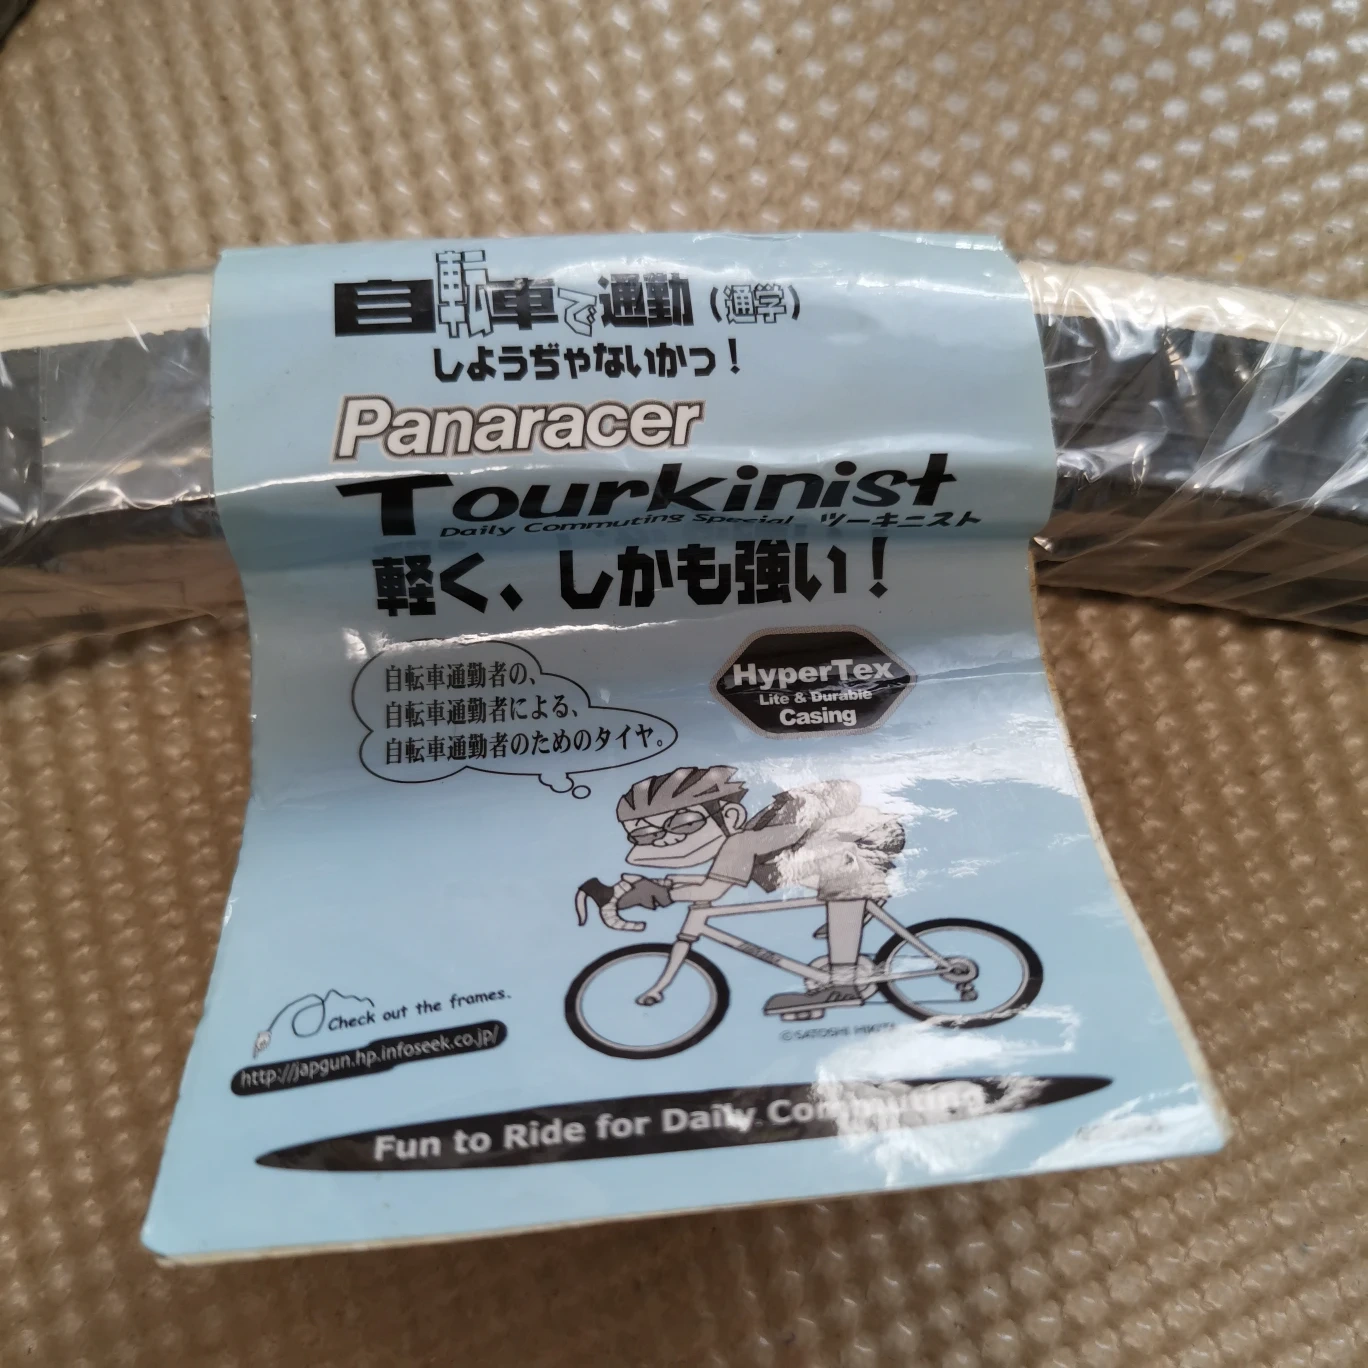 自転車で通勤(通学)
しようぢゃないかっ!
Panaracer
Tourkinist
Daily Commuting Special ツーキニスト
軽く、しかも強い!
自転車通勤者の、
自転車通勤者による、
自転車通勤者のためのタイヤ。
HyperTex
Lite & Durable
Casing
©SATOSHI HIKITA
Check out the frames.
http://japgun.hp.infoseek.co.jp/
Fun to Ride for Daily Commuting